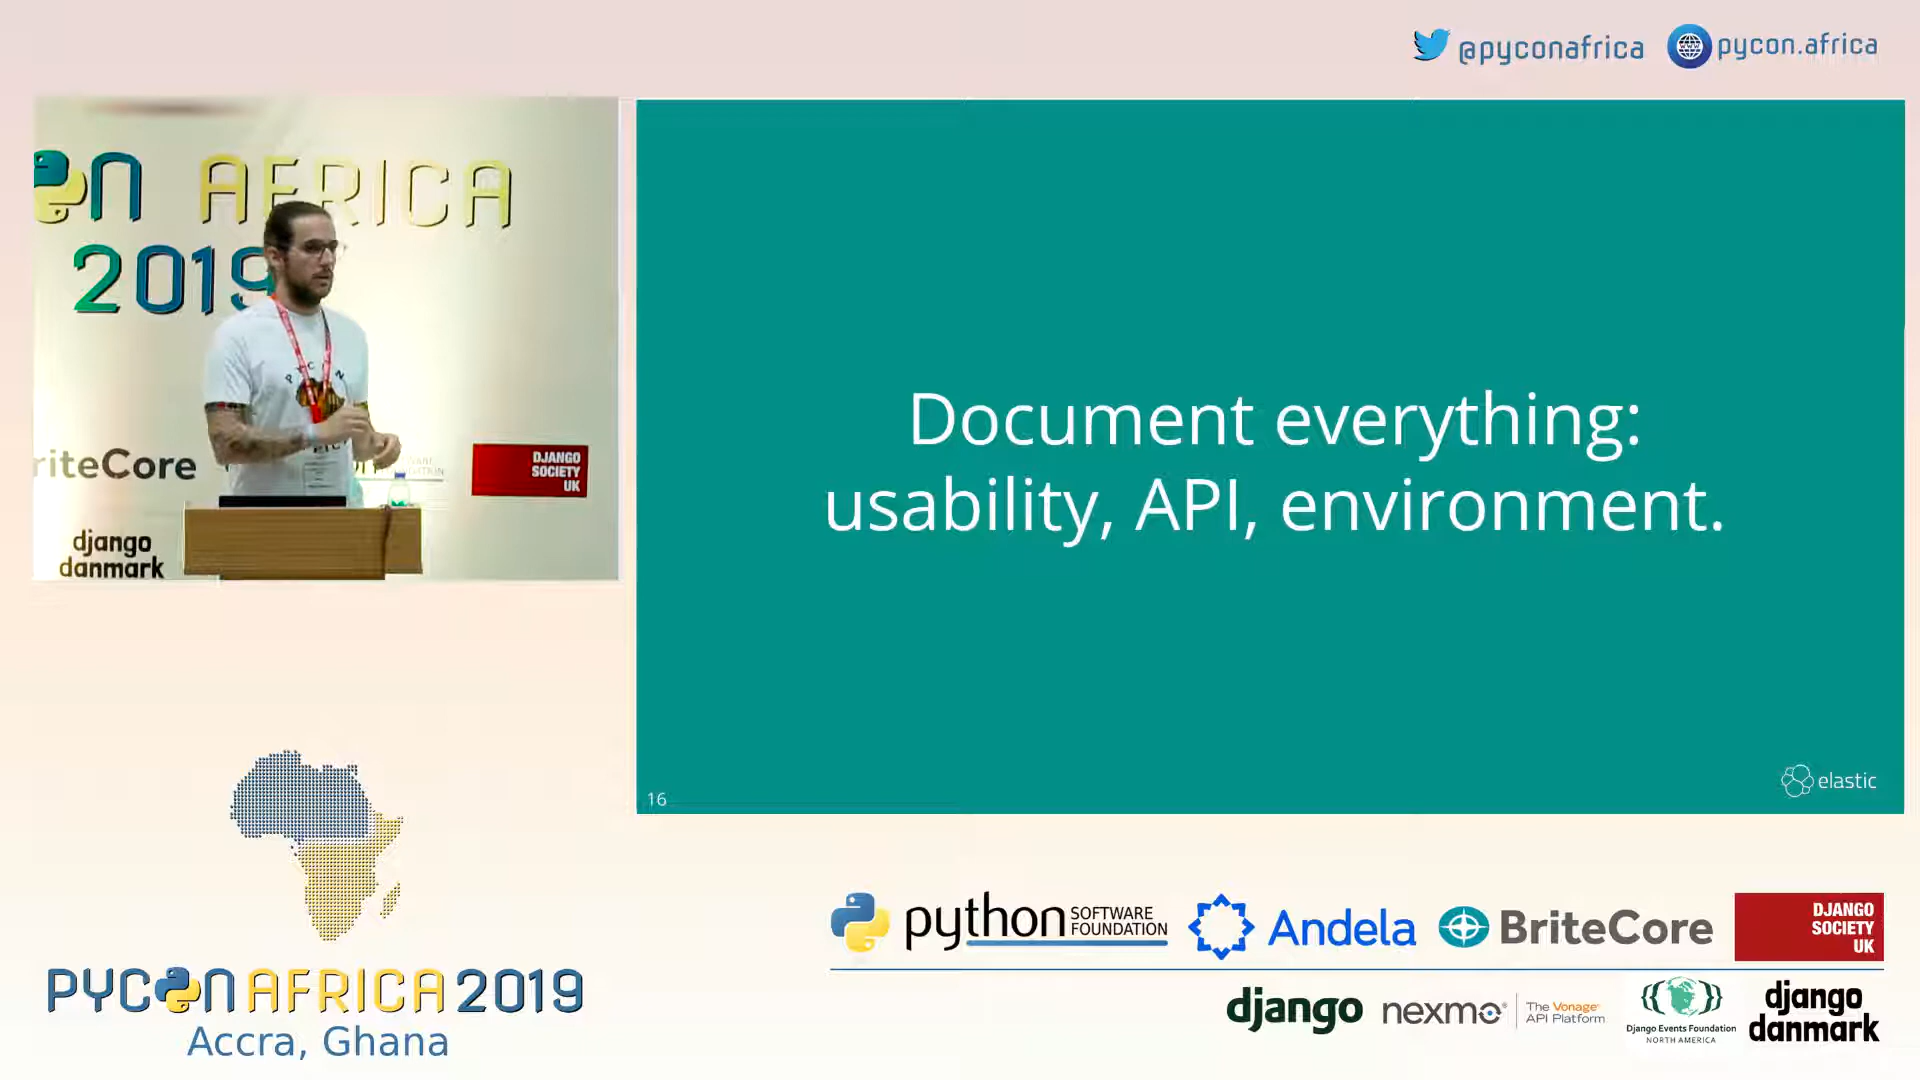 @pyconafrica
pycon.africa
ON AFRICA
2019
PYCON
riteCore
DJANGO
SOCIETY
UK
django
danmark
Document everything:
usability, API, environment.
16
elastic
PYCON AFRICA 2019
Accra, Ghana
python SOFTWARE
FOUNDATION
Andela
BriteCore
DJANGO
SOCIETY
UK
django
nexmo
The Vonage
API Platform
Django Events Foundation
NORTH AMERICA
django
danmark